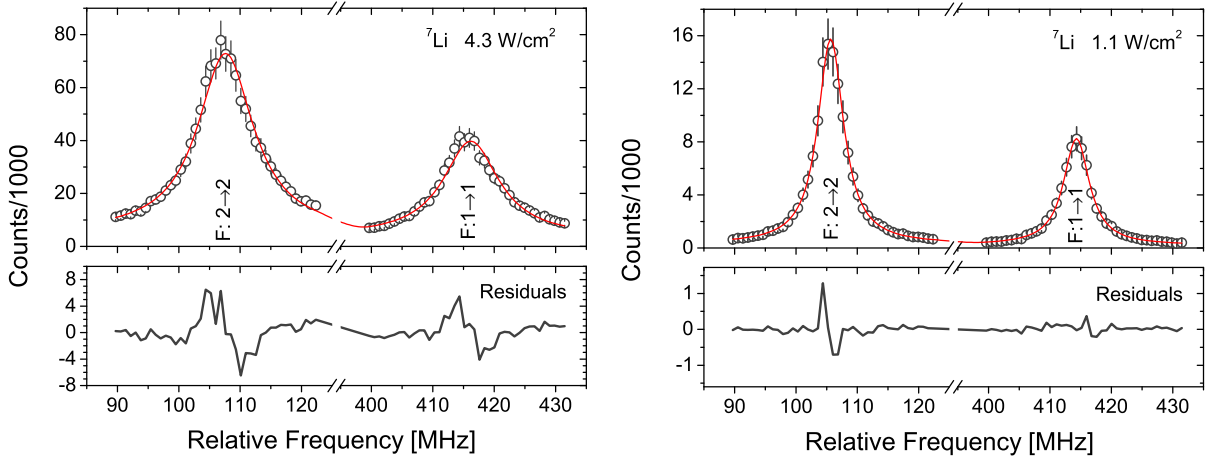 ⁷Li 4.3 W/cm²
80
60
40
20
0
Counts/1000
F: 2→2
F:1→1
Residuals
8
4
0
-4
-8
90 100 110 120 400 410 420 430
Relative Frequency [MHz]
⁷Li 1.1 W/cm²
16
12
8
4
0
Counts/1000
F: 2→2
F:1→1
Residuals
1
0
-1
90 100 110 120 400 410 420 430
Relative Frequency [MHz]